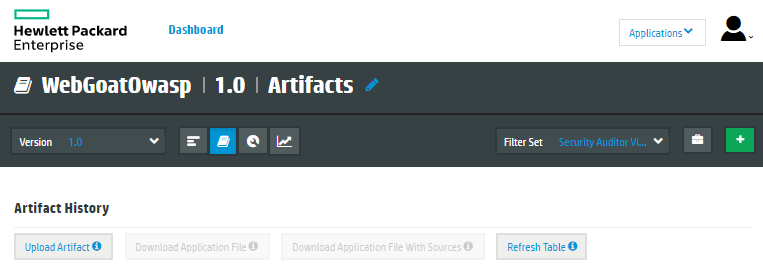 Hewlett Packard
Enterprise
Dashboard
Applications
WebGoatOwasp | 1.0 | Artifacts
Version 1.0
Filter Set Security Auditor Vi...
Artifact History
Upload Artifact
Download Application File
Download Application File With Sources
Refresh Table